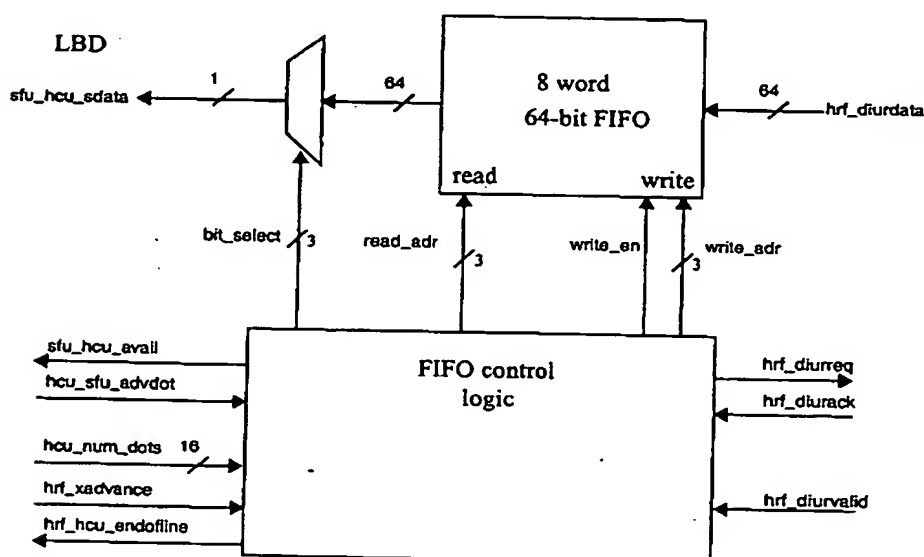 LBD
sfu_hcu_sdata
1
64
8 word
64-bit FIFO
64
hrf_diurdata
read
write
bit_select
3
read_adr
3
write_en
write_adr
3
sfu_hcu_avail
hcu_sfu_advdot
hcu_num_dots
16
hrf_xadvance
hrf_hcu_endofline
FIFO control
logic
hrf_diurreq
hrf_diurack
hrf_diurvalid